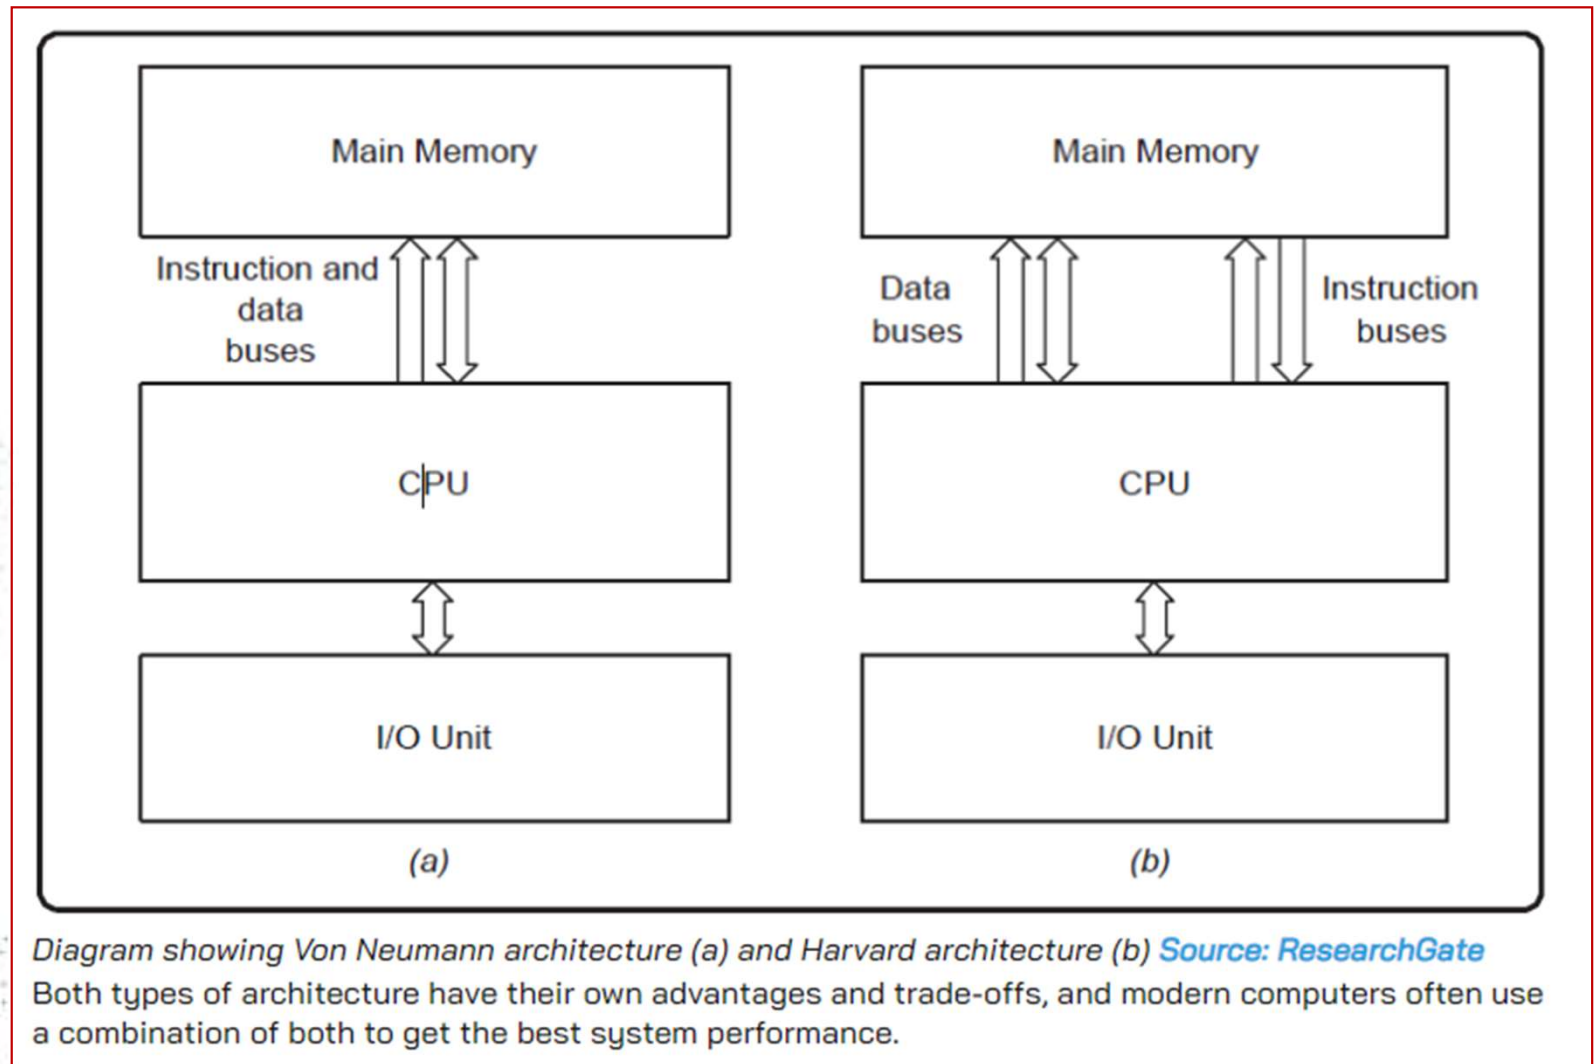 Main Memory
Instruction and
data
buses
CPU
I/O Unit
(a)
Main Memory
Data
buses
Instruction
buses
CPU
I/O Unit
(b)
Diagram showing Von Neumann architecture (a) and Harvard architecture (b) Source: ResearchGate
Both types of architecture have their own advantages and trade-offs, and modern computers often use
a combination of both to get the best system performance.